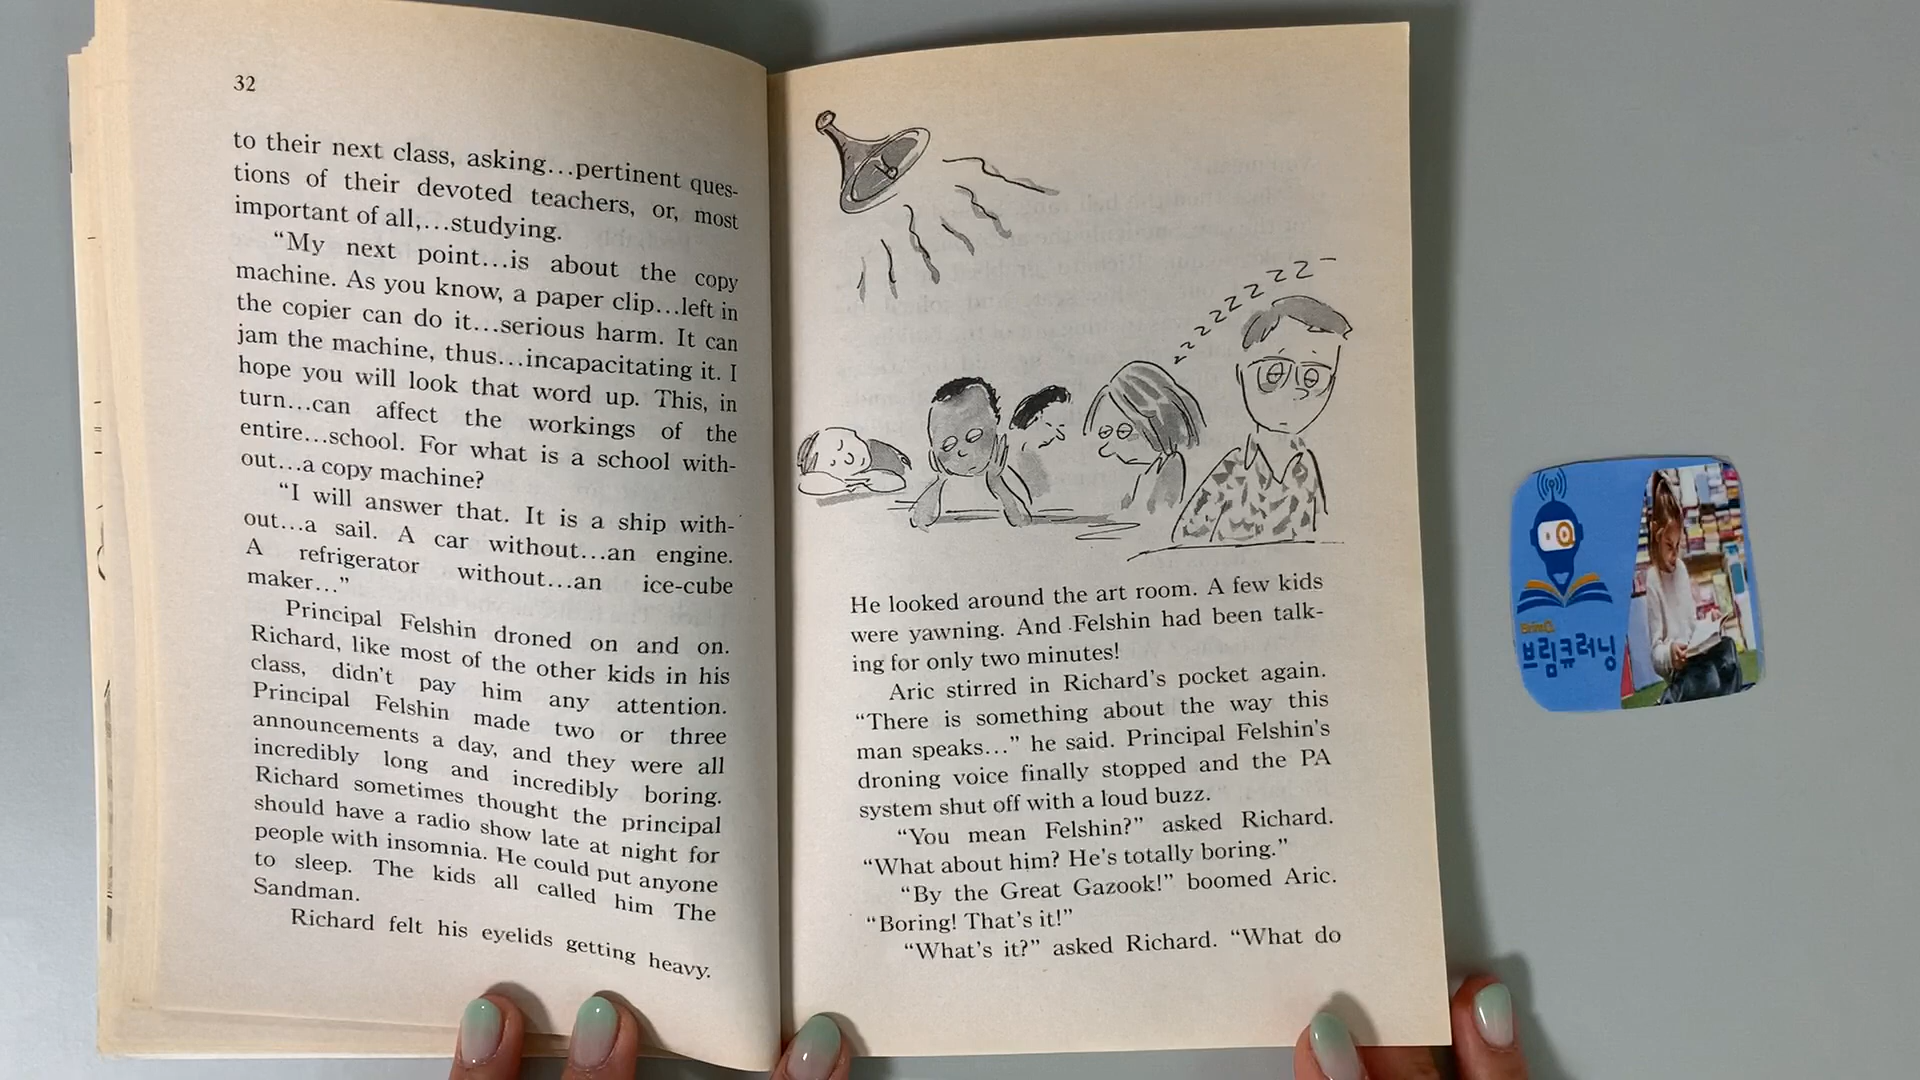 32
to their next class, asking...pertinent ques-
tions of their devoted teachers, or, most
important of all,...studying.
“My next point...is about the copy
machine. As you know, a paper clip...left in
the copier can do it...serious harm. It can
jam the machine, thus...incapacitating it. I
hope you will look that word up. This, in
turn...can affect the workings of the
entire...school. For what is a school with-
out...a copy machine?
“I will answer that. It is a ship with-
out...a sail. A car without...an engine.
A refrigerator without...an ice-cube
maker...”
Principal Felshin droned on and on.
Richard, like most of the other kids in his
class, didn’t pay him any attention.
Principal Felshin made two or three
announcements a day, and they were all
incredibly long and incredibly boring.
Richard sometimes thought the principal
should have a radio show late at night for
people with insomnia. He could put anyone
to sleep. The kids all called him The
Sandman.
Richard felt his eyelids getting heavy.
zzzzzzzz
He looked around the art room. A few kids
were yawning. And Felshin had been talk-
ing for only two minutes!
Aric stirred in Richard’s pocket again.
“There is something about the way this
man speaks...” he said. Principal Felshin’s
droning voice finally stopped and the PA
system shut off with a loud buzz.
“You mean Felshin?” asked Richard.
“What about him? He’s totally boring.”
“By the Great Gazook!” boomed Aric.
“Boring! That’s it!”
“What’s it?” asked Richard. “What do
BrimQ
브림큐러닝